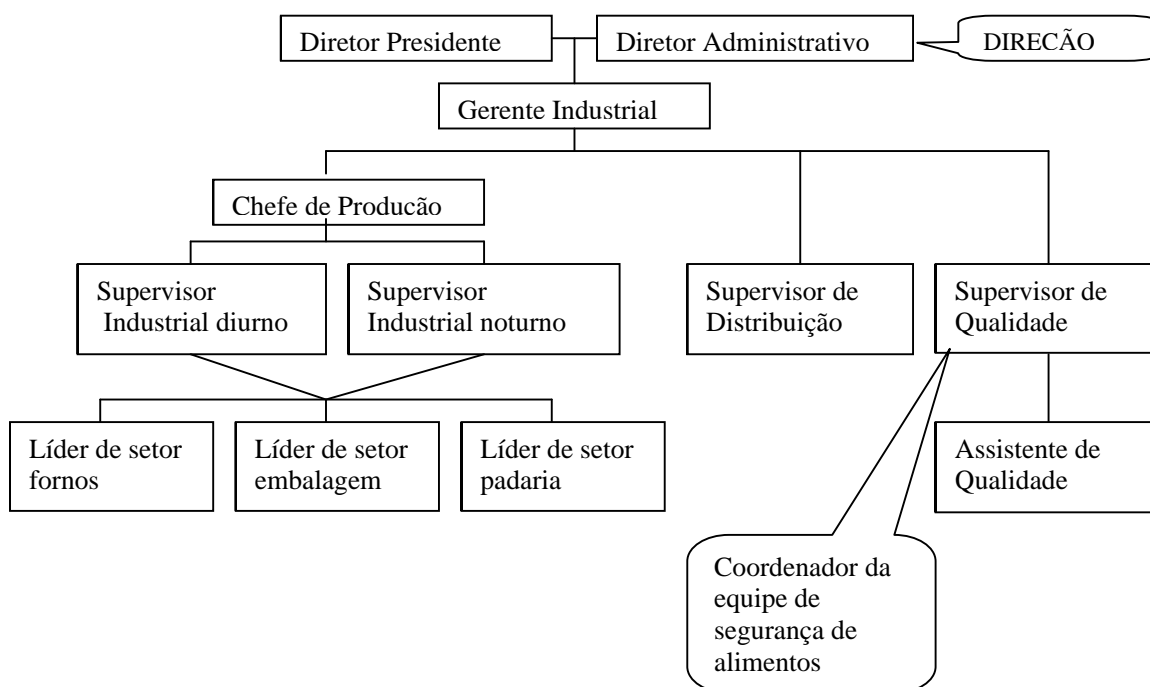 Diretor Presidente
Diretor Administrativo
DIRECÃO
Gerente Industrial
Chefe de Producão
Supervisor
Industrial diurno
Supervisor
Industrial noturno
Supervisor de
Distribuição
Supervisor de
Qualidade
Líder de setor
fornos
Líder de setor
embalagem
Líder de setor
padaria
Assistente de
Qualidade
Coordenador da
equipe de
segurança de
alimentos